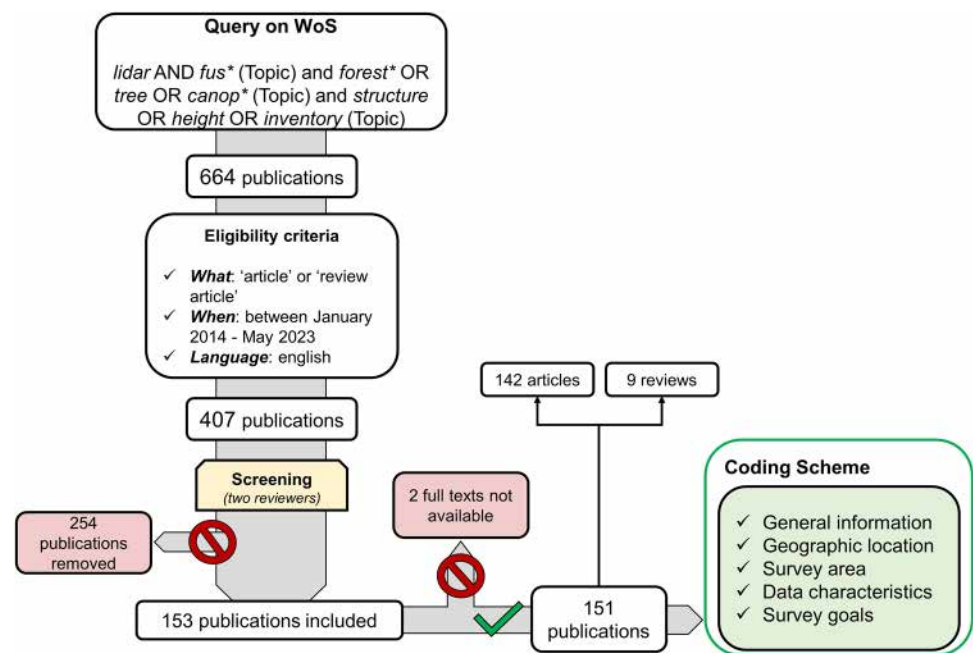 Query on WoS
lidar AND fus* (Topic) and forest* OR
tree OR canop* (Topic) and structure
OR height OR inventory (Topic)
664 publications
Eligibility criteria
✓ What: ‘article’ or ‘review
article’
✓ When: between January
2014 - May 2023
✓ Language: english
407 publications
Screening
(two reviewers)
254
publications
removed
153 publications included
2 full texts not
available
151
publications
142 articles
9 reviews
Coding Scheme
✓ General information
✓ Geographic location
✓ Survey area
✓ Data characteristics
✓ Survey goals